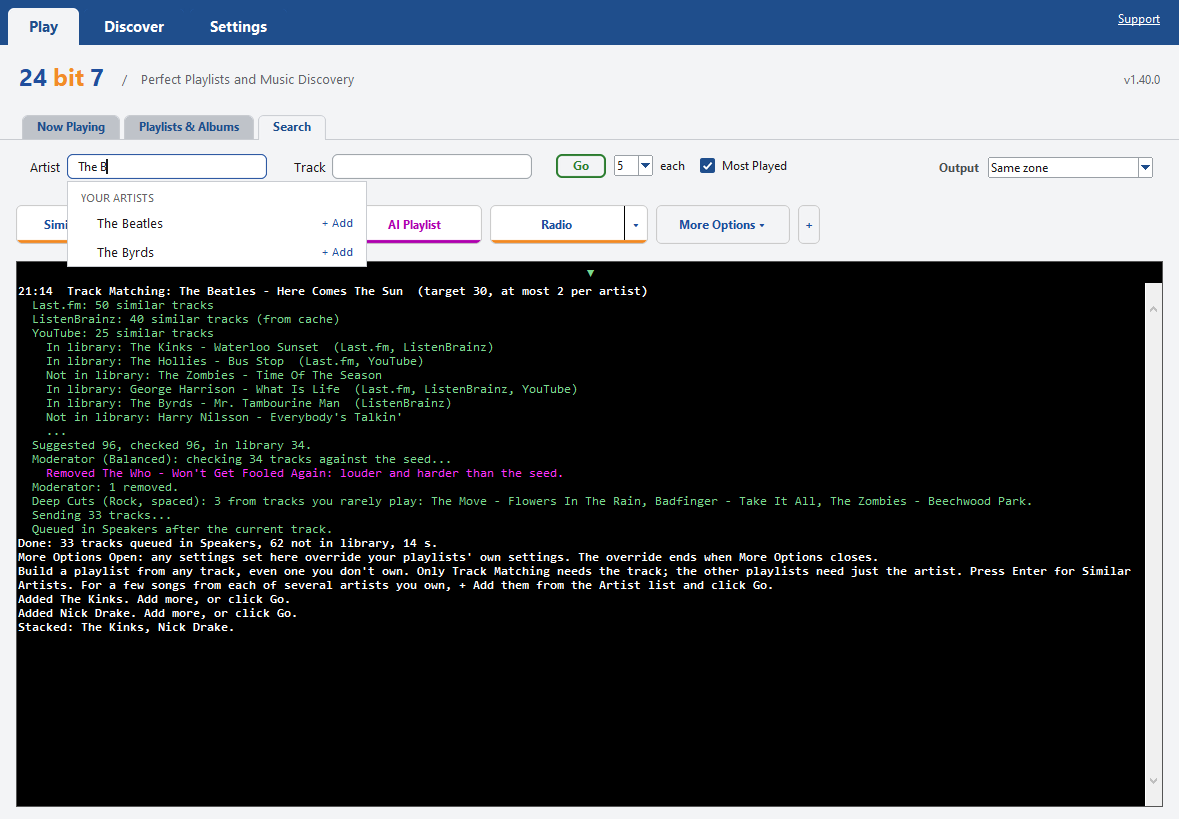 Play Discover Settings Support
24 bit 7 / Perfect Playlists and Music Discovery v1.40.0
Now Playing Playlists & Albums Search
Artist The B Track Go 5 each Most Played Output Same zone
YOUR ARTISTS
The Beatles + Add
The Byrds + Add
Simi AI Playlist Radio More Options +
21:14 Track Matching: The Beatles - Here Comes The Sun (target 30, at most 2 per artist)
Last.fm: 50 similar tracks
ListenBrainz: 40 similar tracks (from cache)
YouTube: 25 similar tracks
In library: The Kinks - Waterloo Sunset (Last.fm, ListenBrainz)
In library: The Hollies - Bus Stop (Last.fm, YouTube)
Not in library: The Zombies - Time Of The Season
In library: George Harrison - What Is Life (Last.fm, ListenBrainz, YouTube)
In library: The Byrds - Mr. Tambourine Man (ListenBrainz)
Not in library: Harry Nilsson - Everybody's Talkin'
...
Suggested 96, checked 96, in library 34.
Moderator (Balanced): checking 34 tracks against the seed...
Removed The Who - Won't Get Fooled Again: louder and harder than the seed.
Moderator: 1 removed.
Deep Cuts (Rock, spaced): 3 from tracks you rarely play: The Move - Flowers In The Rain, Badfinger - Take It All, The Zombies - Beechwood Park.
Sending 33 tracks...
Queued in Speakers after the current track.
Done: 33 tracks queued in Speakers, 62 not in library, 14 s.
More Options Open: any settings set here override your playlists' own settings. The override ends when More Options closes.
Build a playlist from any track, even one you don't own. Only Track Matching needs the track; the other playlists need just the artist. Press Enter for Similar
Artists. For a few songs from each of several artists you own, + Add them from the Artist list and click Go.
Added The Kinks. Add more, or click Go.
Added Nick Drake. Add more, or click Go.
Stacked: The Kinks, Nick Drake.